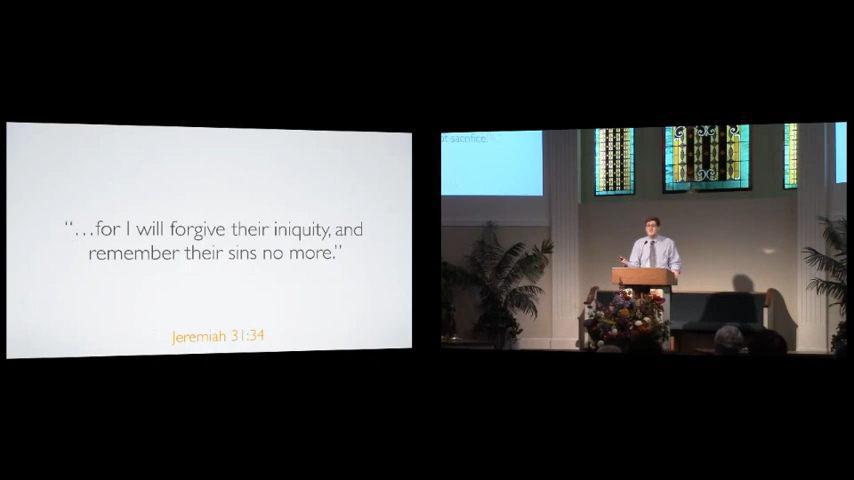 “…for I will forgive their iniquity, and
remember their sins no more.”
Jeremiah 31:34
sacrifice.”